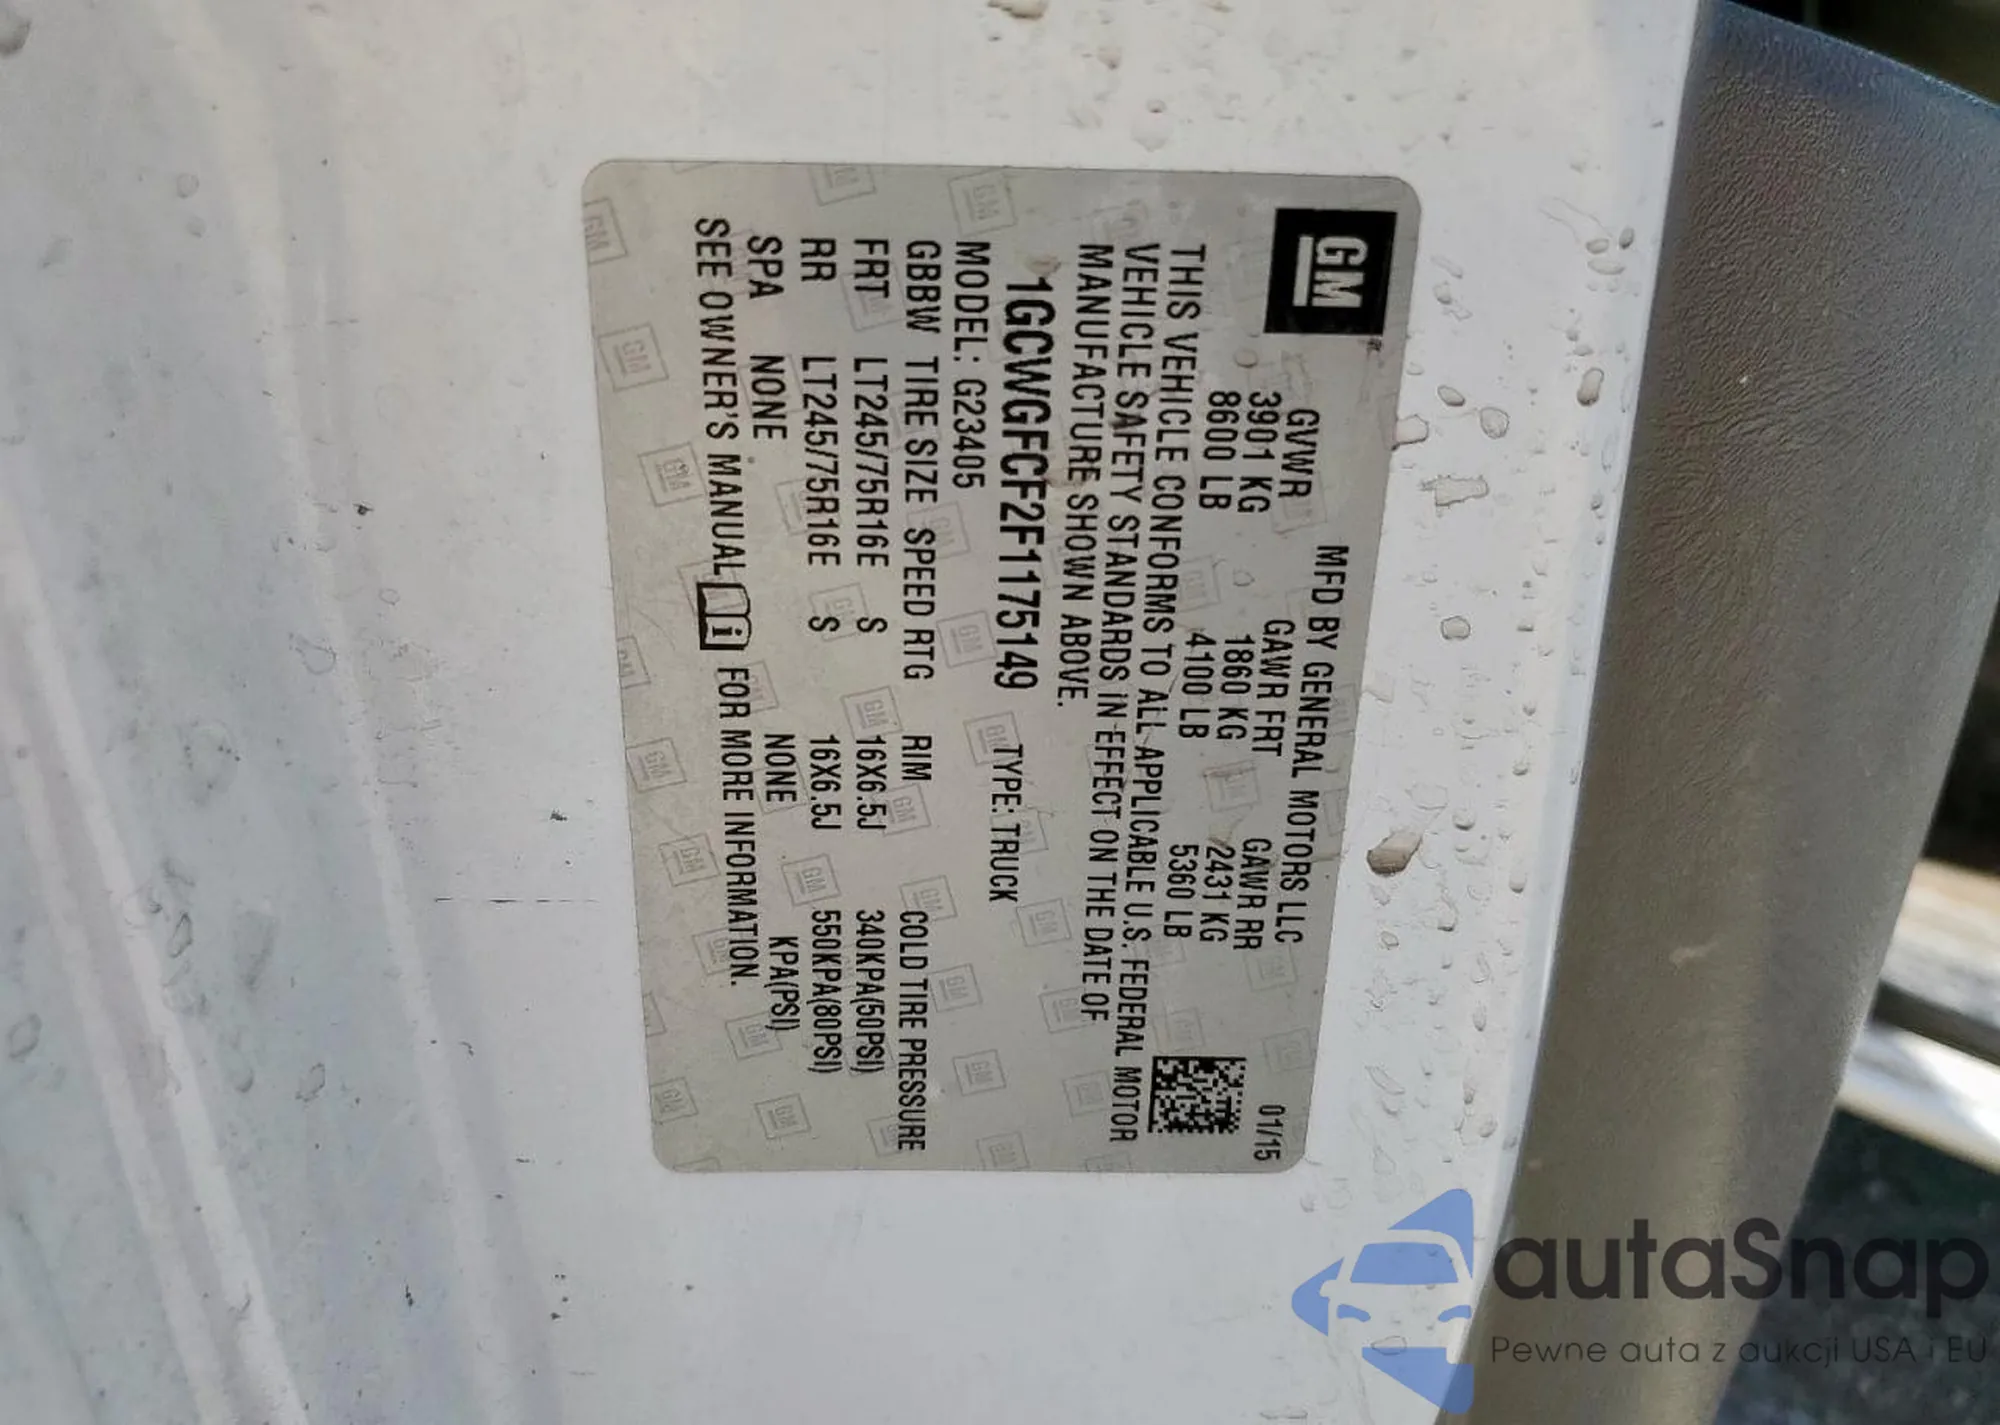 GM
MFD BY GENERAL MOTORS LLC 01/15
GVWR GAWR FRT GAWR RR
3901 KG 1860 KG 2431 KG
8600 LB 4100 LB 5360 LB
THIS VEHICLE CONFORMS TO ALL APPLICABLE U.S. FEDERAL MOTOR
VEHICLE SAFETY STANDARDS IN EFFECT ON THE DATE OF
MANUFACTURE SHOWN ABOVE.
1GCWGFCF2F1175149 TYPE: TRUCK
MODEL: G23405
GBBW TIRE SIZE SPEED RTG RIM COLD TIRE PRESSURE
FRT LT245/75R16E S 16X6.5J 340KPA(50PSI)
RR LT245/75R16E S 16X6.5J 550KPA(80PSI)
SPA NONE NONE KPA(PSI)
SEE OWNER'S MANUAL i FOR MORE INFORMATION.
autaSnap
Pewne auta z aukcji USA i EU